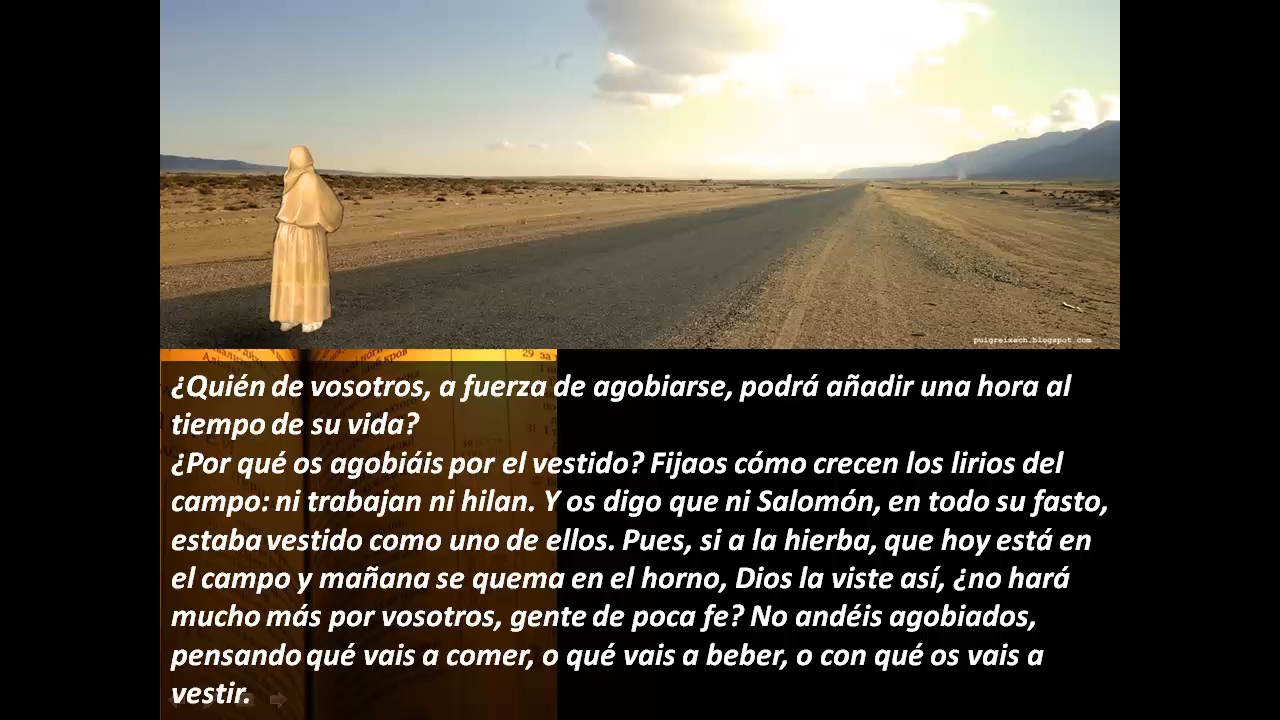 puigreixach.blogspot.com
29 за
¿Quién de vosotros, a fuerza de agobiarse, podrá añadir una hora al
tiempo de su vida?
¿Por qué os agobiáis por el vestido? Fijaos cómo crecen los lirios del
campo: ni trabajan ni hilan. Y os digo que ni Salomón, en todo su fasto,
estaba vestido como uno de ellos. Pues, si a la hierba, que hoy está en
el campo y mañana se quema en el horno, Dios la viste así, ¿no hará
mucho más por vosotros, gente de poca fe? No andéis agobiados,
pensando qué vais a comer, o qué vais a beber, o con qué os vais a
vestir.